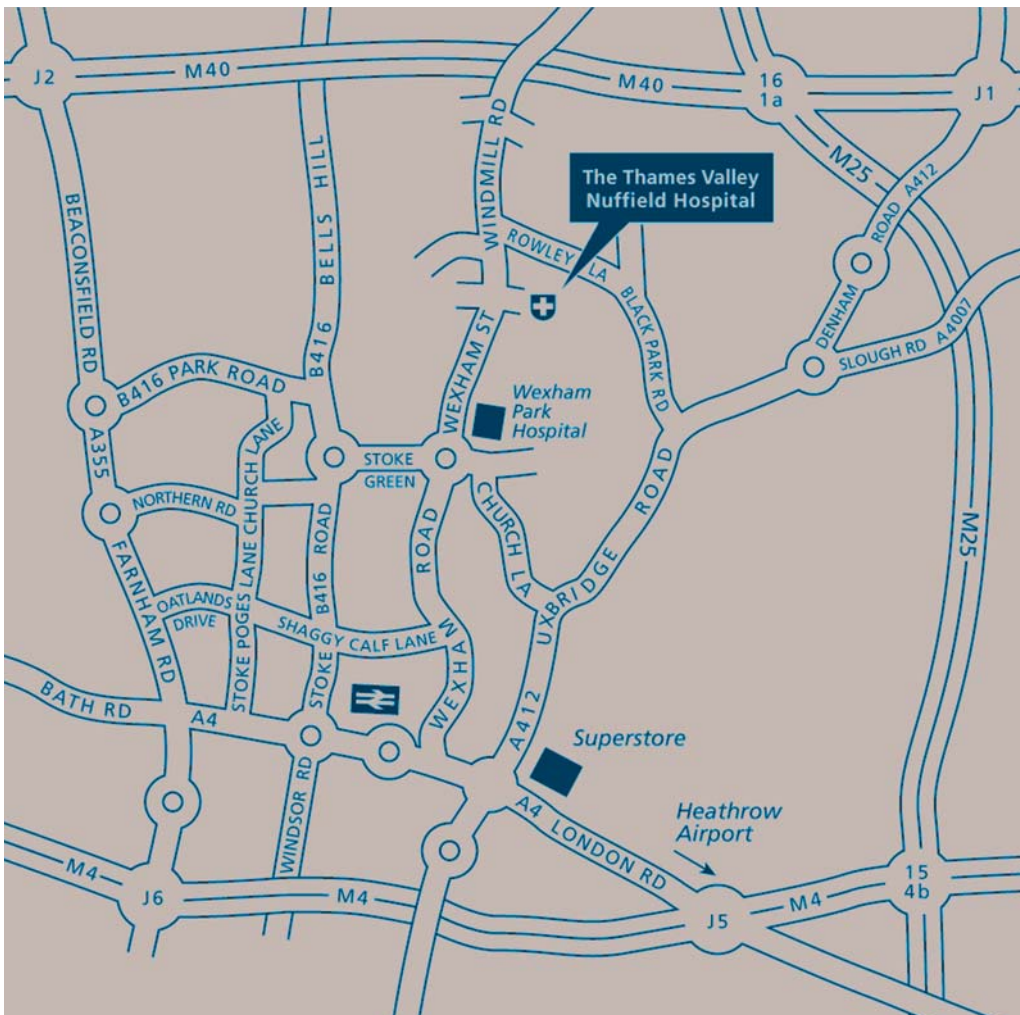 J2
M40
M40
16
1a
J1
M25
ROAD A412
WINDMILL RD
The Thames Valley
Nuffield Hospital
BEACONSFIELD RD
B416 BELLS HILL
ROWLEY LA
BLACK PARK RD
DENHAM
SLOUGH RD A4007
WEXHAM ST
B416 PARK ROAD
Wexham
Park
Hospital
A355
STOKE
GREEN
NORTHERN RD
STOKE POGES LANE CHURCH LANE
CHURCH LA
M25
FARNHAM RD
STOKE B416 ROAD
WEXHAM ROAD
A412 UXBRIDGE ROAD
OATLANDS
DRIVE
SHAGGY CALF LANE
BATH RD
A4
Superstore
WINDSOR RD
A4 LONDON RD
Heathrow
Airport
M4
J6
M4
J5
M4
15
4b